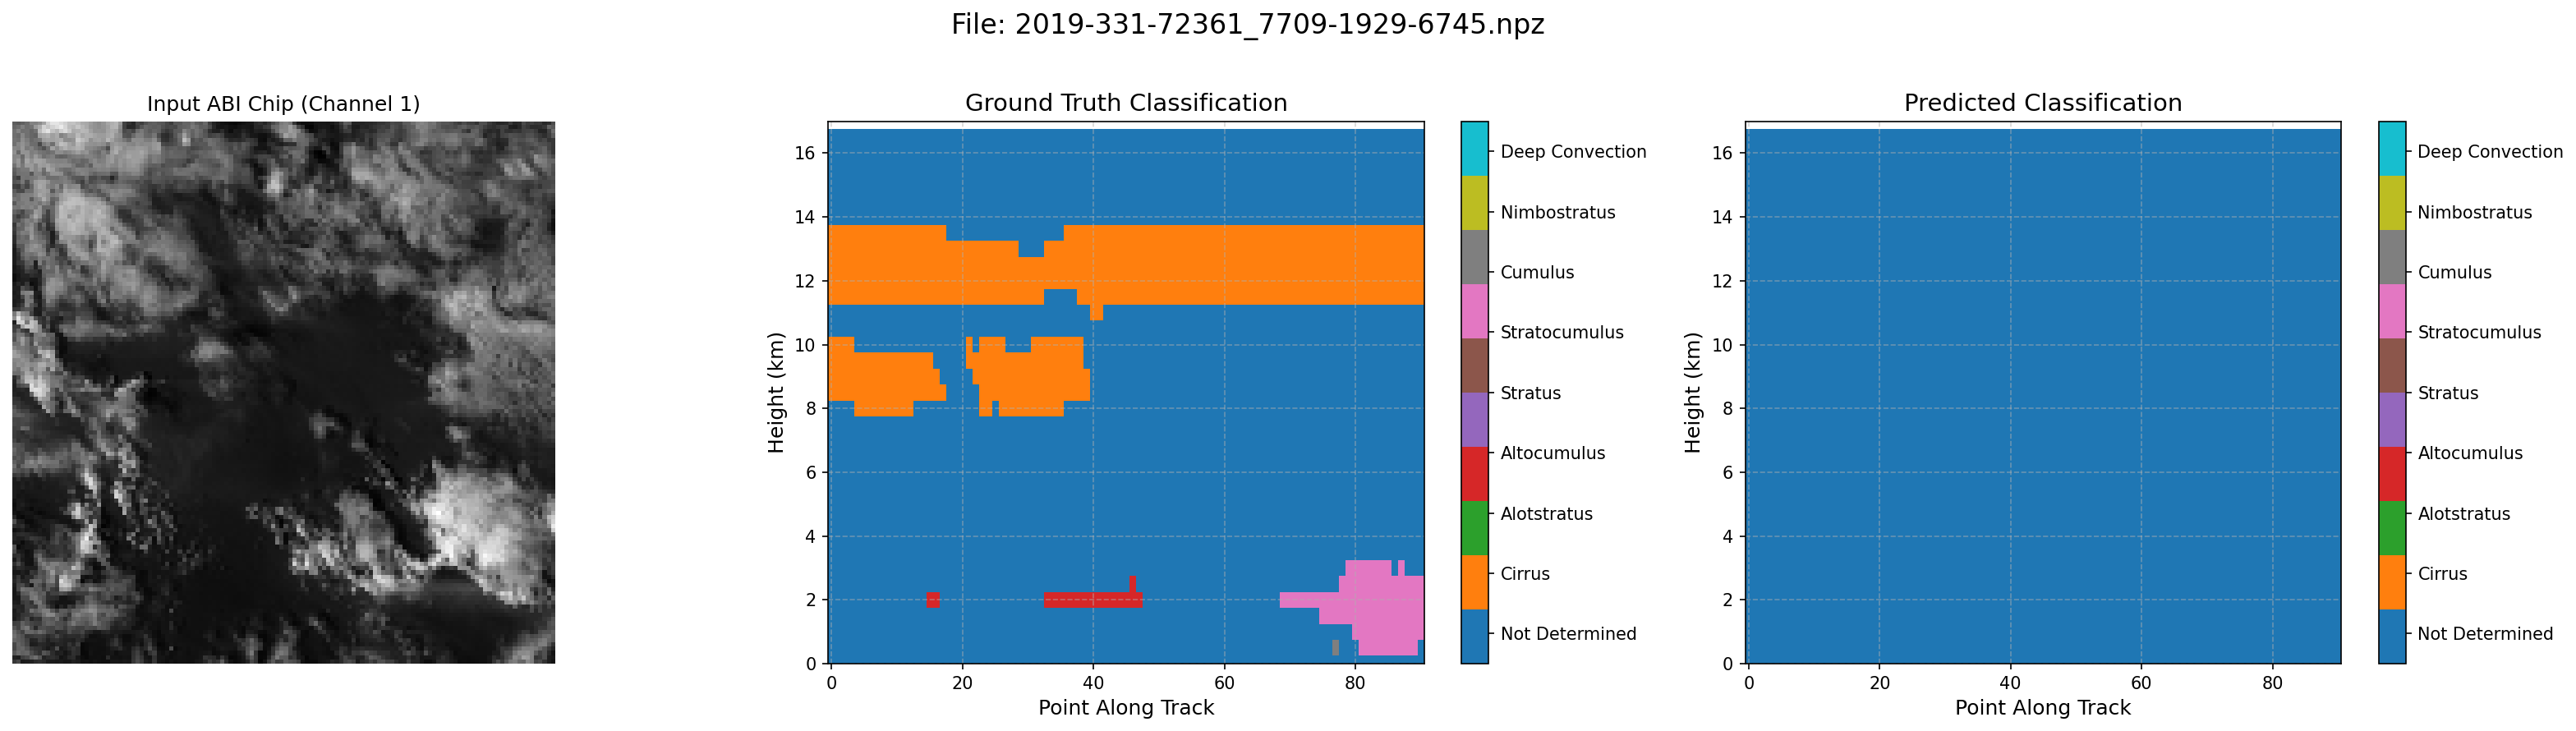 File: 2019-331-72361_7709-1929-6745.npz
Input ABI Chip (Channel 1)
Ground Truth Classification
Height (km)
16
14
12
10
8
6
4
2
0
0 20 40 60 80
Point Along Track
Deep Convection
Nimbostratus
Cumulus
Stratocumulus
Stratus
Altocumulus
Alotstratus
Cirrus
Not Determined
Predicted Classification
Height (km)
16
14
12
10
8
6
4
2
0
0 20 40 60 80
Point Along Track
Deep Convection
Nimbostratus
Cumulus
Stratocumulus
Stratus
Altocumulus
Alotstratus
Cirrus
Not Determined